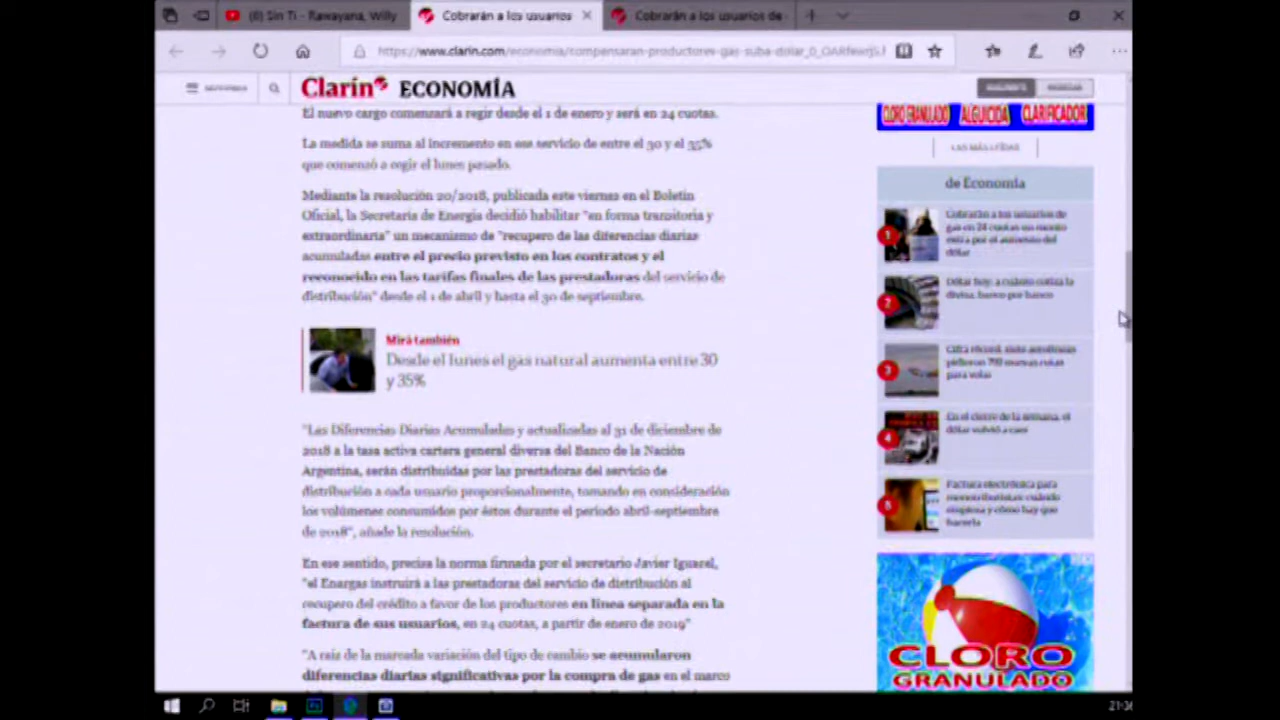 (8) Sin Ti - Rawayana, Willy
Cobrarán a los usuarios
Cobrarán a los usuarios de
https://www.clarin.com/economia/compensaran-productores-gas-suba-dolar_0_
Clarín ECONOMÍA
El nuevo cargo comenzará a regir desde el 1 de enero y será en 24 cuotas.
La medida se suma al incremento en ese servicio de entre el 30 y el 35%
que comenzó a regir el lunes pasado.
Mediante la resolución 20/2018, publicada este viernes en el Boletín
Oficial, la Secretaría de Energía decidió habilitar "en forma transitoria y
extraordinaria" un mecanismo de "recupero de las diferencias diarias
acumuladas entre el precio previsto en los contratos y el
reconocido en las tarifas finales de las prestadoras del servicio de
distribución" desde el 1 de abril y hasta el 30 de septiembre.
Mirá también
Desde el lunes el gas natural aumenta entre 30
y 35%
"Las Diferencias Diarias Acumuladas y actualizadas al 31 de diciembre de
2018 a la tasa activa cartera general diversa del Banco de la Nación
Argentina, serán distribuidas por las prestadoras del servicio de
distribución a cada usuario proporcionalmente, tomando en consideración
los volúmenes consumidos por éstos durante el período abril-septiembre
de 2018", añade la resolución.
En ese sentido, precisa la norma firmada por el secretario Javier Iguacel,
"el Enargas instruirá a las prestadoras del servicio de distribución al
recupero del crédito a favor de los productores en línea separada en la
factura de sus usuarios, en 24 cuotas, a partir de enero de 2019"
"A raíz de la marcada variación del tipo de cambio se acumularon
diferencias diarias significativas por la compra de gas en el marco
CLORO GRANULADO ALGUICIDA CLARIFICADOR
LAS MÁS LEÍDAS
de Economía
1
Cobrarán a los usuarios de
gas en 24 cuotas un monto
extra por el aumento del
dólar
2
Dólar hoy: a cuánto cotiza la
divisa, banco por banco
3
Cifra récord: siete aerolíneas
pidieron 700 nuevas rutas
para volar
4
En el cierre de la semana, el
dólar volvió a caer
5
Factura electrónica para
monotributistas: cuándo
empieza y cómo hay que
hacerla
CLORO
GRANULADO
21:36